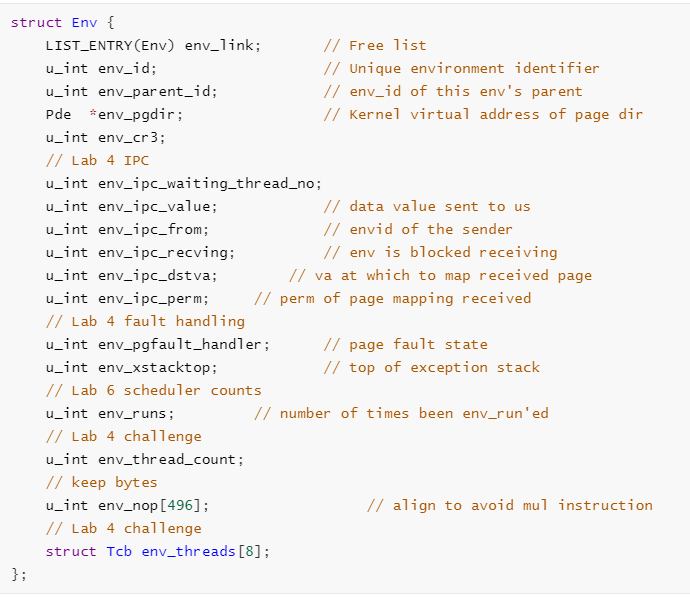 struct Env {
    LIST_ENTRY(Env) env_link;       // Free list
    u_int env_id;                   // Unique environment identifier
    u_int env_parent_id;            // env_id of this env's parent
    Pde  *env_pgdir;                // Kernel virtual address of page dir
    u_int env_cr3;
    // Lab 4 IPC
    u_int env_ipc_waiting_thread_no;
    u_int env_ipc_value;            // data value sent to us
    u_int env_ipc_from;             // envid of the sender
    u_int env_ipc_recving;          // env is blocked receiving
    u_int env_ipc_dstva;        // va at which to map received page
    u_int env_ipc_perm;     // perm of page mapping received
    // Lab 4 fault handling
    u_int env_pgfault_handler;      // page fault state
    u_int env_xstacktop;            // top of exception stack
    // Lab 6 scheduler counts
    u_int env_runs;         // number of times been env_run'ed
    // Lab 4 challenge
    u_int env_thread_count;
    // keep bytes
    u_int env_nop[496];                  // align to avoid mul instruction
    // Lab 4 challenge
    struct Tcb env_threads[8];
};